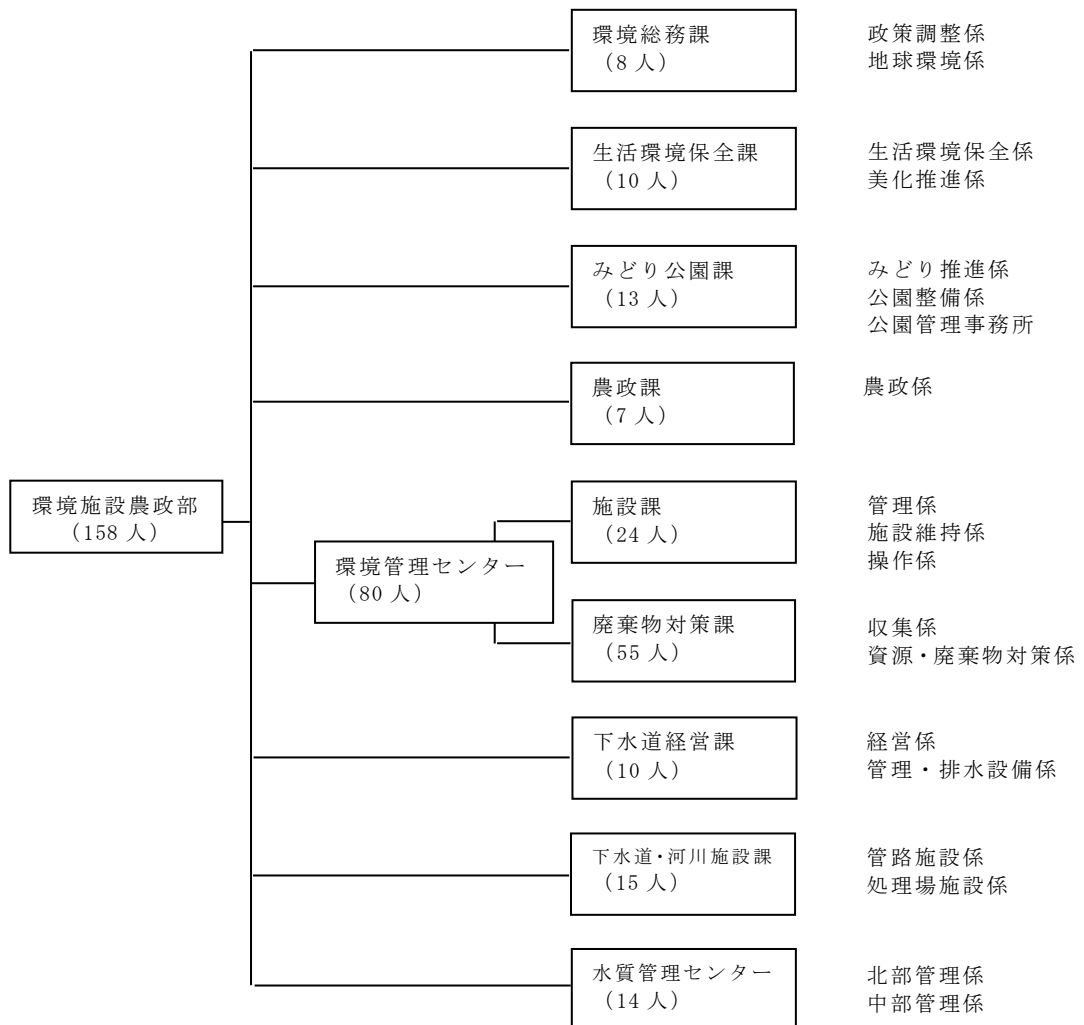 環境総務課
（8 人）
政策調整係
地球環境係
生活環境保全課
（10 人）
生活環境保全係
美化推進係
みどり公園課
（13 人）
みどり推進係
公園整備係
公園管理事務所
農政課
（7 人）
農政係
環境施設農政部
（158 人）
環境管理センター
（80 人）
施設課
（24 人）
管理係
施設維持係
操作係
廃棄物対策課
（55 人）
収集係
資源・廃棄物対策係
下水道経営課
（10 人）
経営係
管理・排水設備係
下水道・河川施設課
（15 人）
管路施設係
処理場施設係
水質管理センター
（14 人）
北部管理係
中部管理係